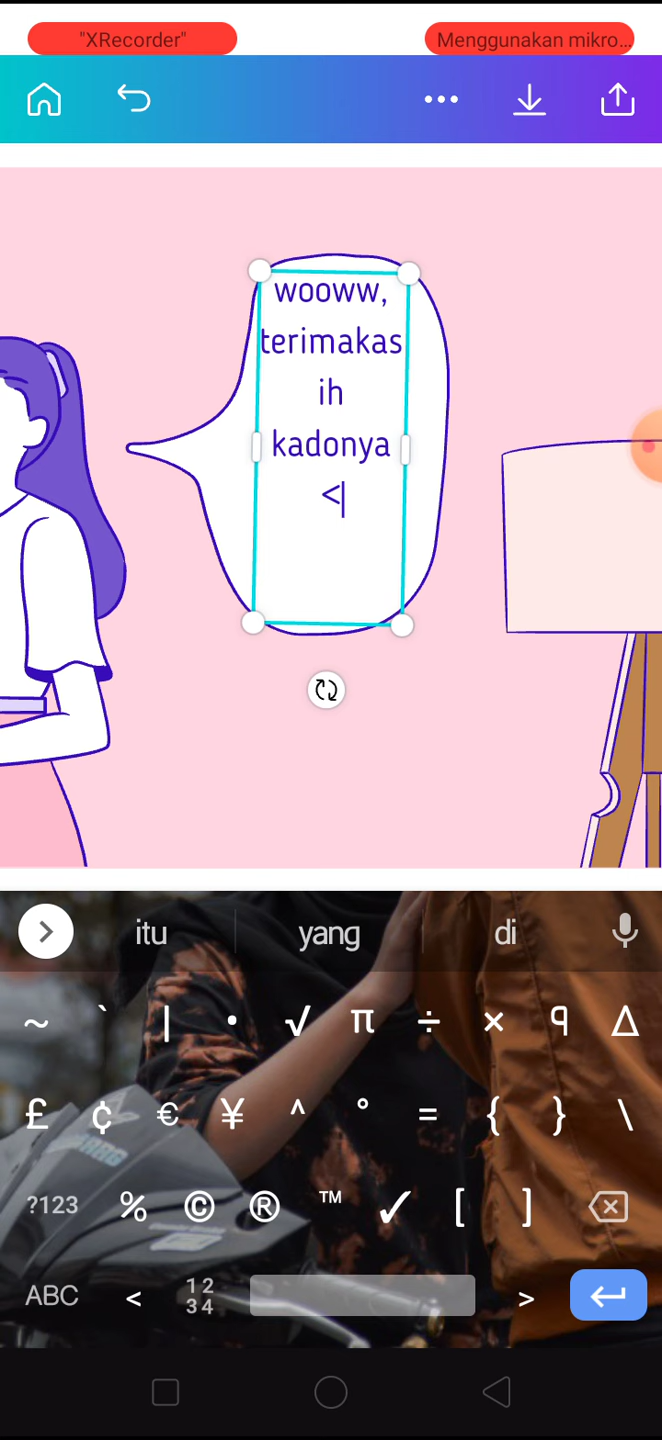 "XRecorder"
Menggunakan mikro...
wooww,
terimakas
ih
kadonya
<
itu
yang
di
~ ` | • √ π ÷ × ¶ ∆
£ ¢ € ¥ ^ ° = { } \
?123 % © ® ™ ✓ [ ]
ABC < 12 34 >